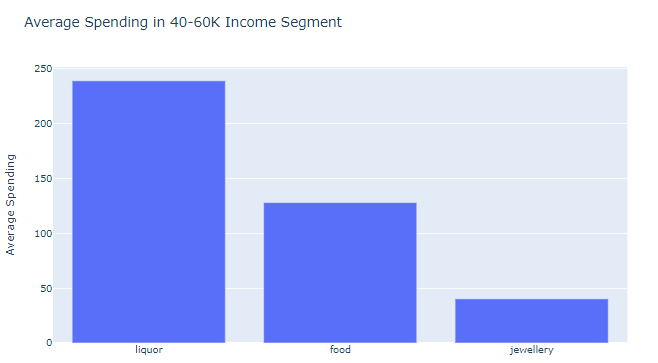 Average Spending in 40-60K Income Segment
250
200
150
100
50
0
Average Spending
liquor
food
jewellery